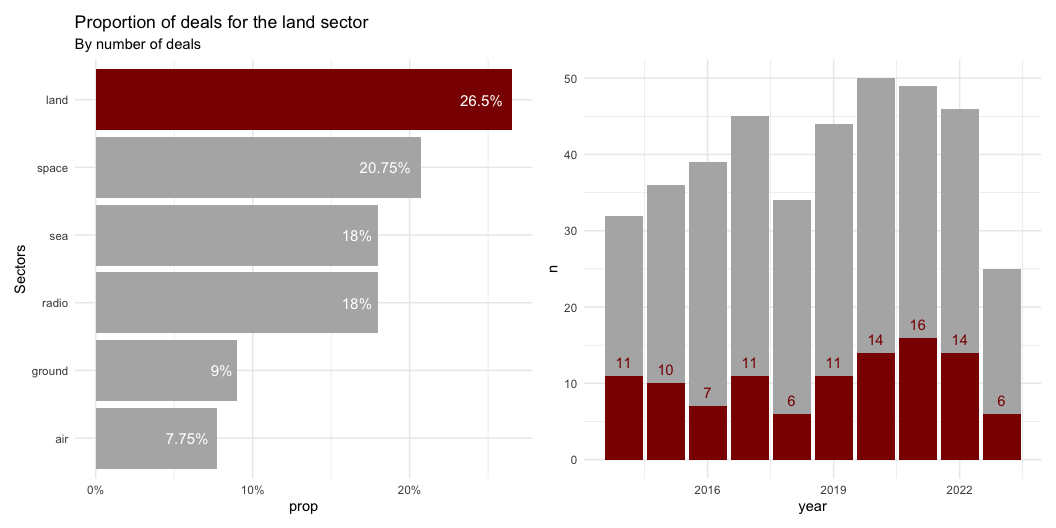 Proportion of deals for the land sector
By number of deals
Sectors
land
26.5%
space
20.75%
sea
18%
radio
18%
ground
9%
air
7.75%
0%
10%
20%
prop
n
50
40
30
20
10
0
11
10
7
11
6
11
14
16
14
6
2016
2019
2022
year